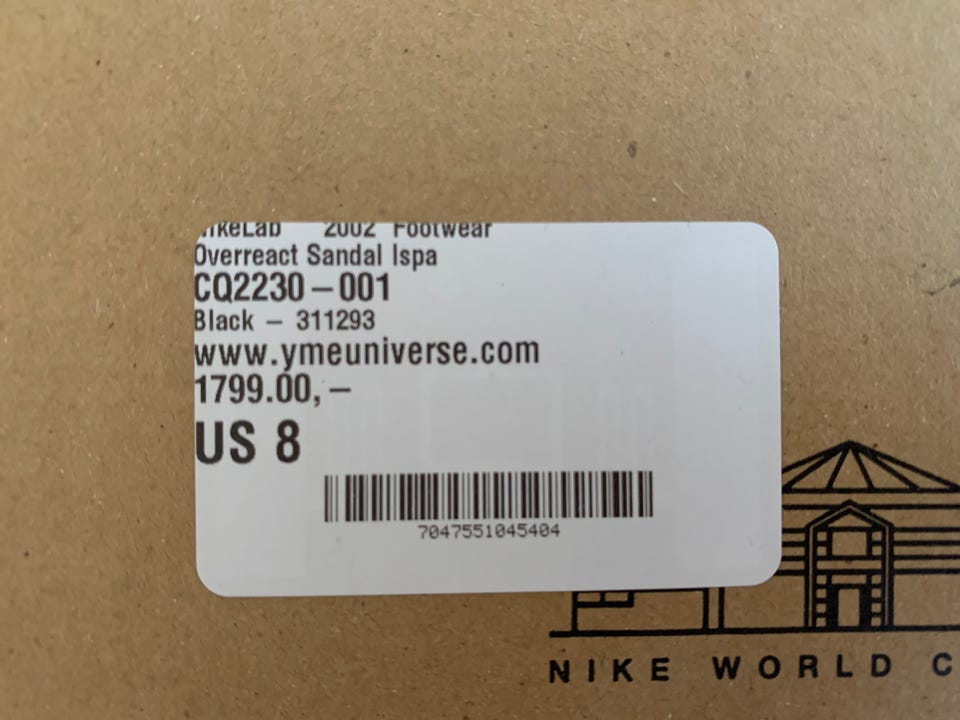 NikeLab 2002 Footwear
Overreact Sandal Ispa
CQ2230-001
Black - 311293
www.ymeuniverse.com
1799.00,-
US 8
7047551045404
NIKE WORLD C